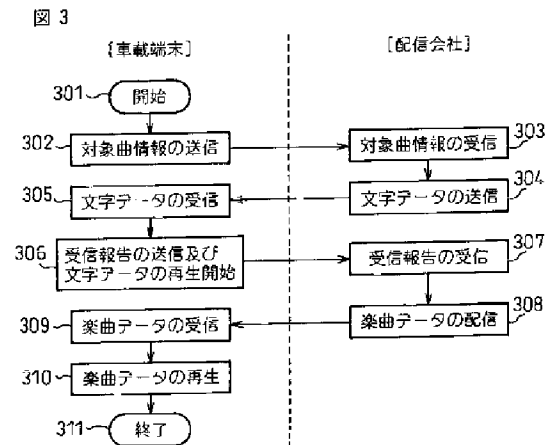 図 3
[車載端末]
[配信会社]
301
開始
302
対象曲情報の送信
対象曲情報の受信
303
305
文字データの受信
文字データの送信
304
306
受信報告の送信及び
文字データの再生開始
受信報告の受信
307
309
楽曲データの受信
楽曲データの配信
308
310
楽曲データの再生
311
終了